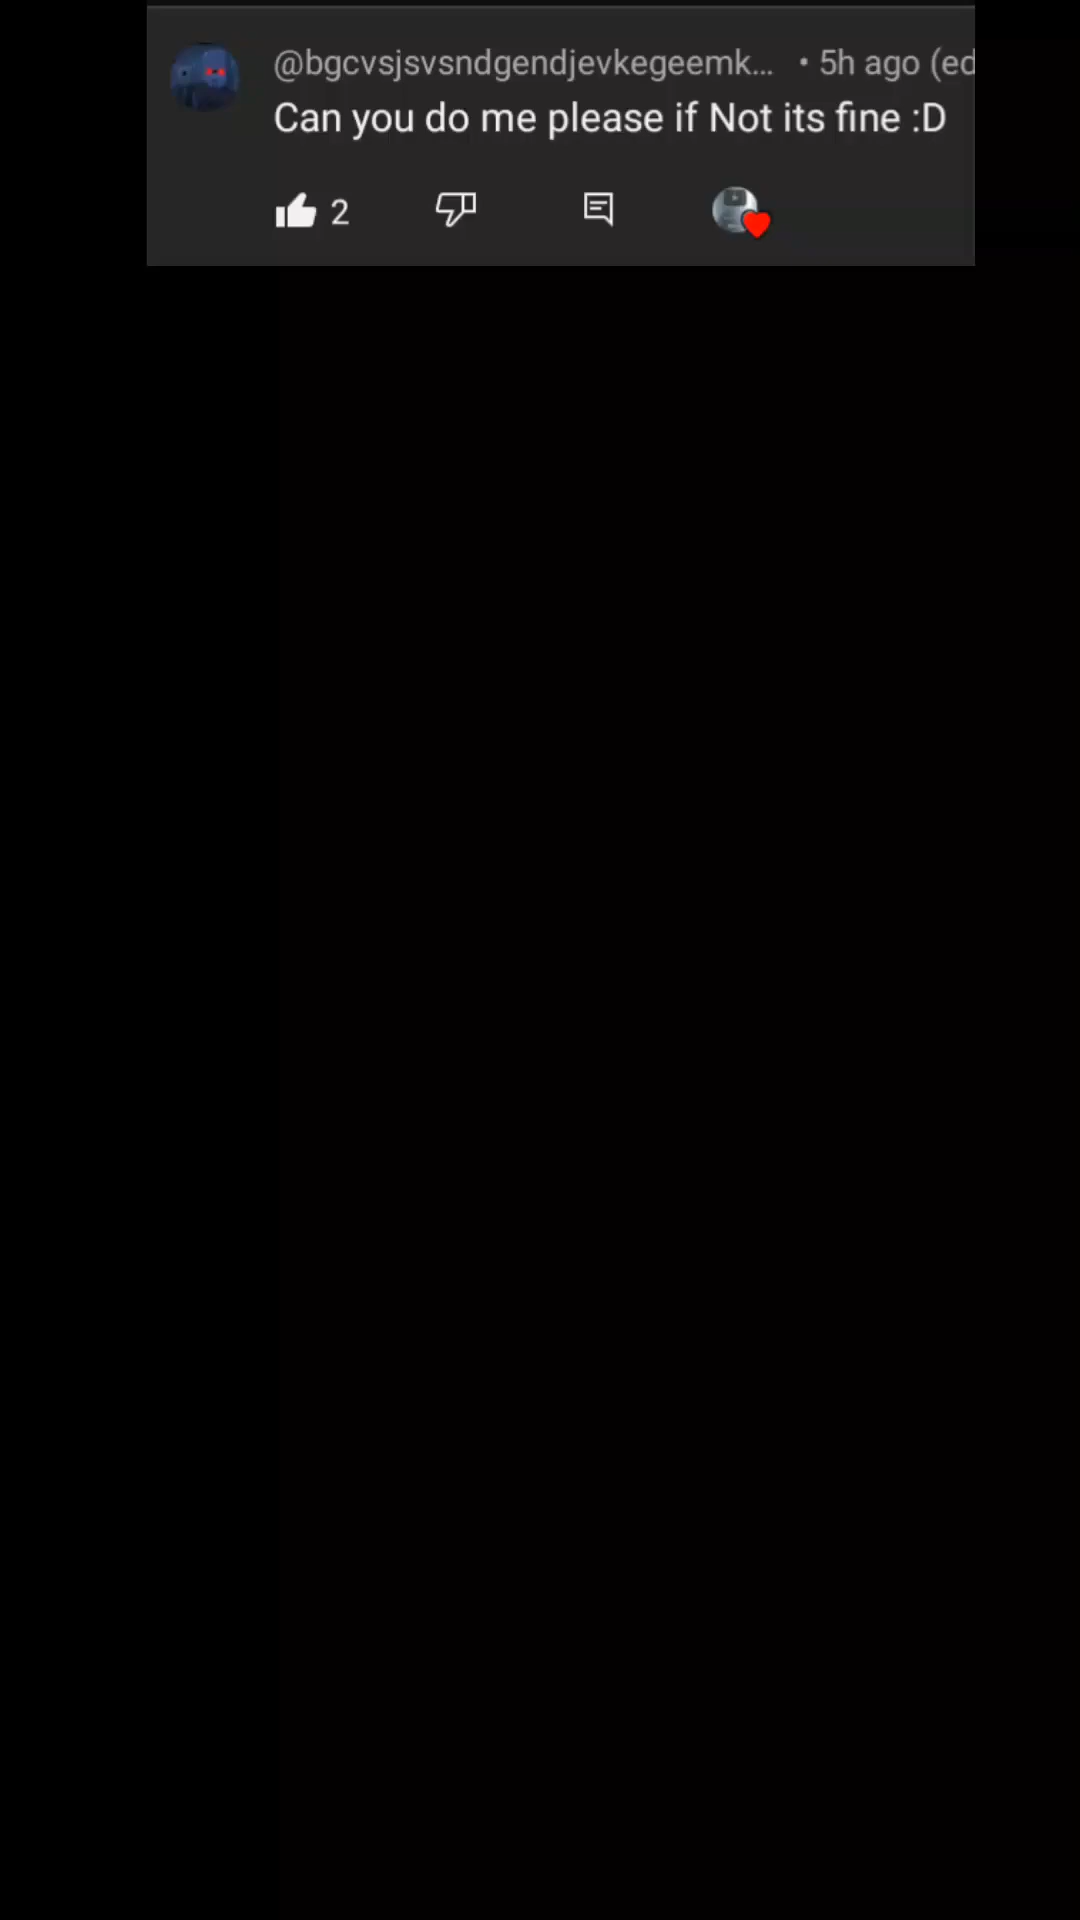 @bgcvsjsvsndgendjevkegeemk... • 5h ago (ed
Can you do me please if Not its fine :D
2